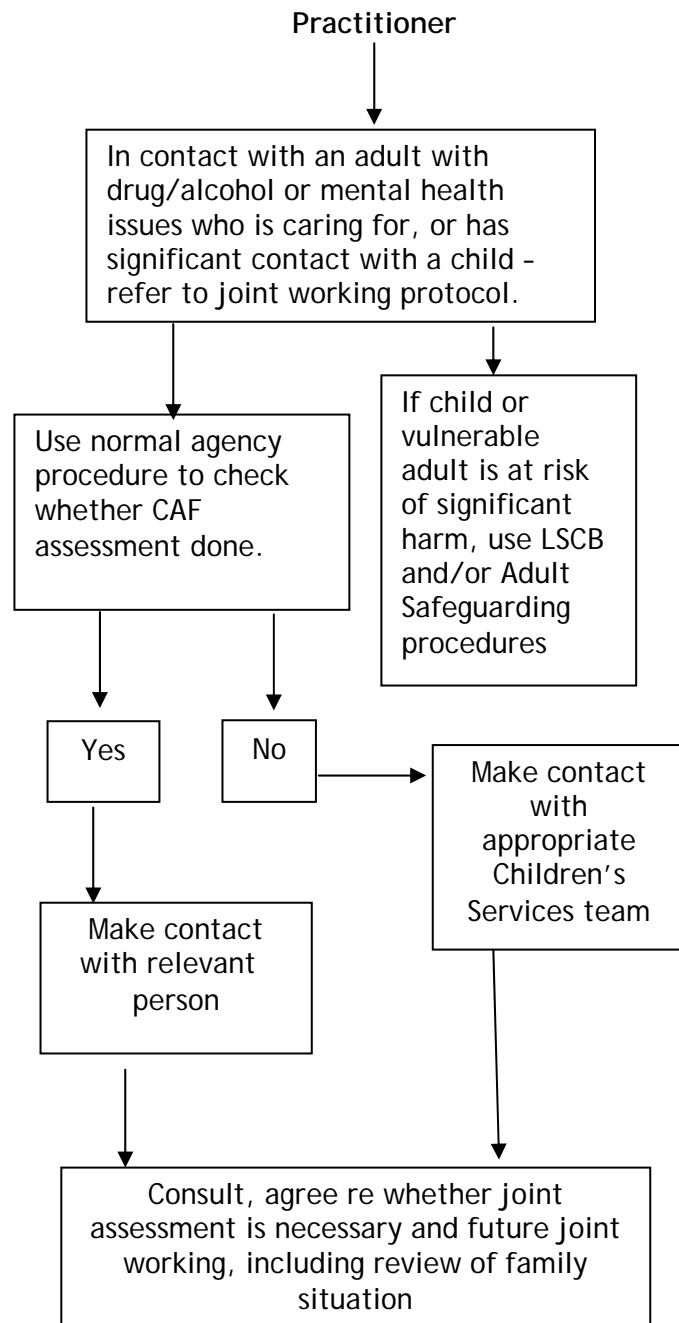 Practitioner
In contact with an adult with
drug/alcohol or mental health
issues who is caring for, or has
significant contact with a child –
refer to joint working protocol.
Use normal agency
procedure to check
whether CAF
assessment done.
If child or
vulnerable
adult is at risk
of significant
harm, use LSCB
and/or Adult
Safeguarding
procedures
Yes
No
Make contact
with
appropriate
Children's
Services team
Make contact
with relevant
person
Consult, agree re whether joint
assessment is necessary and future joint
working, including review of family
situation